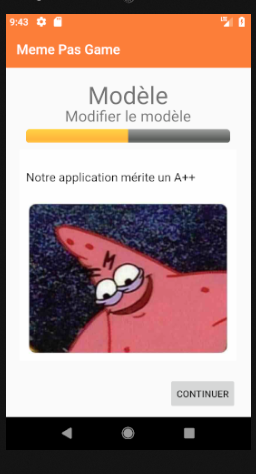 9:43
Meme Pas Game
Modèle
Modifier le modèle
Notre application mérite un A++
CONTINUER